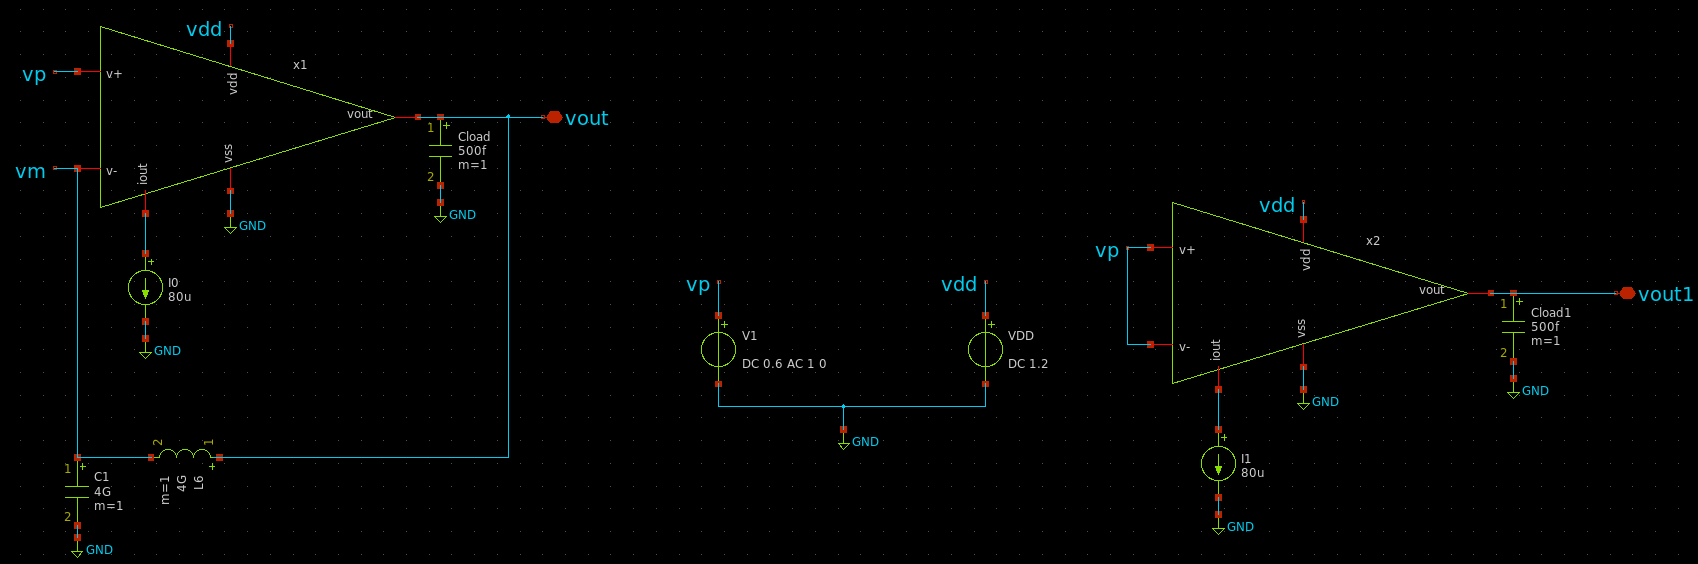 vdd
x1
vp
v+
vdd
vout
vout
1
+
Cload
500f
m=1
2
GND
vm
v-
iout
vss
GND
+
I0
80u
GND
2
1
+
m=1
4G
L6
1
+
C1
4G
m=1
2
GND
vp
+
V1
DC 0.6 AC 1 0
vdd
+
VDD
DC 1.2
GND
vdd
x2
vp
v+
vdd
vout
vout1
1
+
Cload1
500f
m=1
2
GND
v-
iout
vss
GND
+
I1
80u
GND